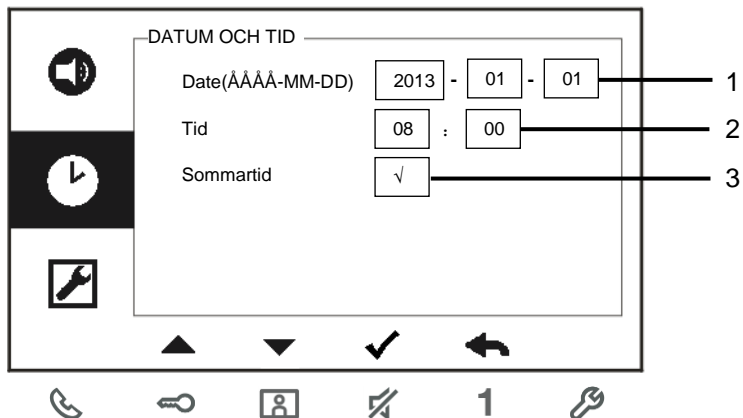 DATUM OCH TID
Date(ÅÅÅÅ-MM-DD) 2013 - 01 - 01 1
Tid 08 : 00 2
Sommartid √ 3
1